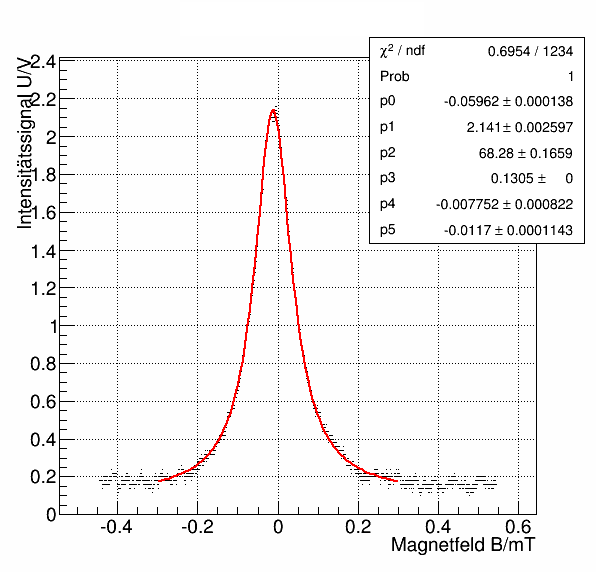 χ² / ndf 0.6954 / 1234
Prob 1
p0 -0.05962 ± 0.000138
p1 2.141 ± 0.002597
p2 68.28 ± 0.1659
p3 0.1305 ± 0
p4 -0.007752 ± 0.000822
p5 -0.0117 ± 0.0001143
Intensitätssignal U/V
2.4
2.2
2
1.8
1.6
1.4
1.2
1
0.8
0.6
0.4
0.2
0
-0.4 -0.2 0 0.2 0.4 0.6
Magnetfeld B/mT